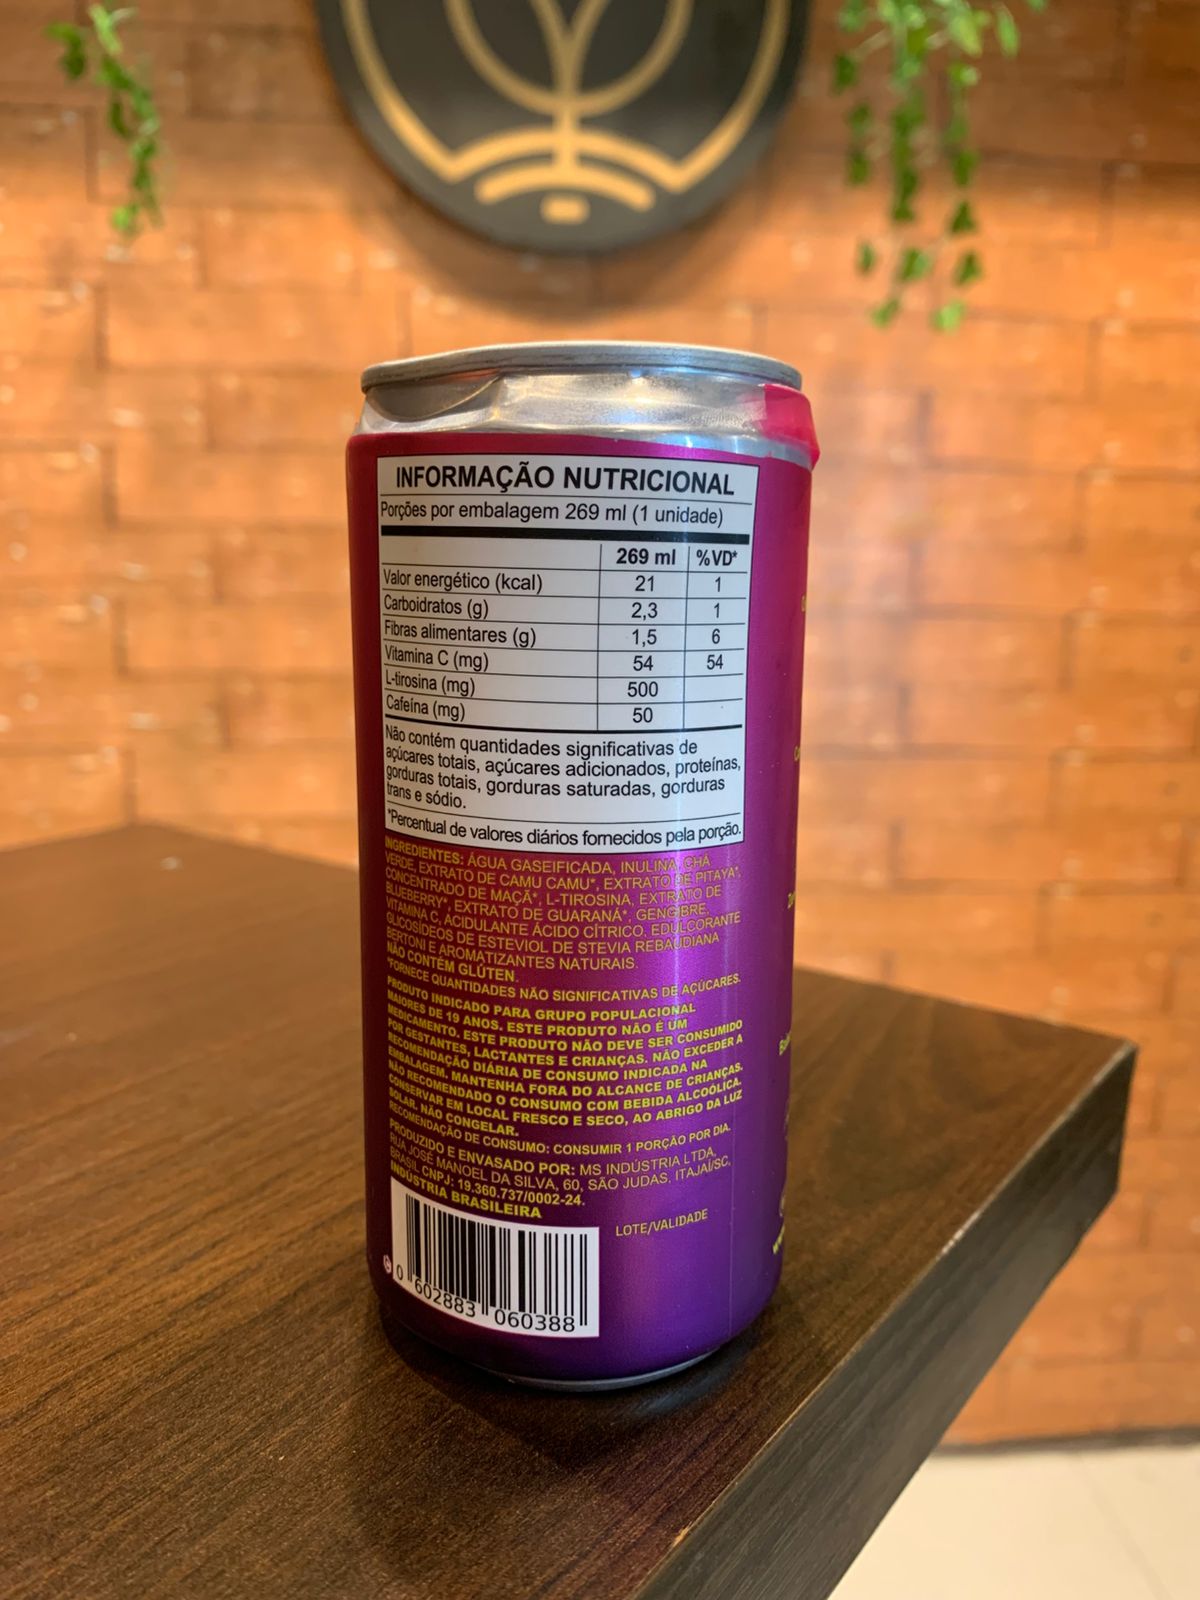 INFORMAÇÃO NUTRICIONAL
Porções por embalagem 269 ml (1 unidade)
269 ml %VD*
Valor energético (kcal) 21 1
Carboidratos (g) 2,3 1
Fibras alimentares (g) 1,5 6
Vitamina C (mg) 54 54
L-tirosina (mg) 500
Cafeína (mg) 50
Não contém quantidades significativas de
açúcares totais, açúcares adicionados, proteínas,
gorduras totais, gorduras saturadas, gorduras
trans e sódio.
*Percentual de valores diários fornecidos pela porção.
INGREDIENTES: ÁGUA GASEIFICADA, INULINA, CHÁ
VERDE, EXTRATO DE CAMU CAMU*, EXTRATO DE PITAYA*,
CONCENTRADO DE MAÇÃ*, L-TIROSINA, EXTRATO DE
BLUEBERRY*, EXTRATO DE GUARANÁ*, GENGIBRE,
VITAMINA C, ACIDULANTE ÁCIDO CÍTRICO, EDULCORANTE
GLICOSÍDEOS DE ESTEVIOL DE STEVIA REBAUDIANA
BERTONI E AROMATIZANTES NATURAIS.
NÃO CONTÉM GLÚTEN.
*FORNECE QUANTIDADES NÃO SIGNIFICATIVAS DE AÇÚCARES.
PRODUTO INDICADO PARA GRUPO POPULACIONAL
MAIORES DE 19 ANOS. ESTE PRODUTO NÃO É UM
MEDICAMENTO. ESTE PRODUTO NÃO DEVE SER CONSUMIDO
POR GESTANTES, LACTANTES E CRIANÇAS. NÃO EXCEDER A
RECOMENDAÇÃO DIÁRIA DE CONSUMO INDICADA NA
EMBALAGEM. MANTENHA FORA DO ALCANCE DE CRIANÇAS.
NÃO RECOMENDADO O CONSUMO COM BEBIDA ALCOÓLICA.
CONSERVAR EM LOCAL FRESCO E SECO, AO ABRIGO DA LUZ
SOLAR. NÃO CONGELAR.
RECOMENDAÇÃO DE CONSUMO: CONSUMIR 1 PORÇÃO POR DIA.
PRODUZIDO E ENVASADO POR: MS INDÚSTRIA LTDA,
RUA JOSÉ MANOEL DA SILVA, 60, SÃO JUDAS, ITAJAÍ/SC,
BRASIL. CNPJ: 19.360.737/0002-24.
INDÚSTRIA BRASILEIRA
LOTE/VALIDADE
0 602883 060388